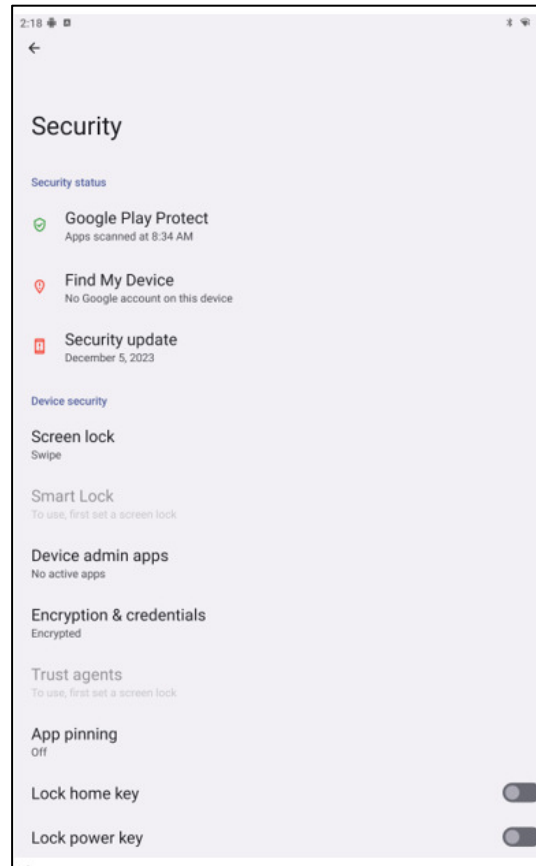 2:18
Security
Security status
Google Play Protect
Apps scanned at 8:34 AM
Find My Device
No Google account on this device
Security update
December 5, 2023
Device security
Screen lock
Swipe
Smart Lock
To use, first set a screen lock
Device admin apps
No active apps
Encryption & credentials
Encrypted
Trust agents
To use, first set a screen lock
App pinning
Off
Lock home key
Lock power key